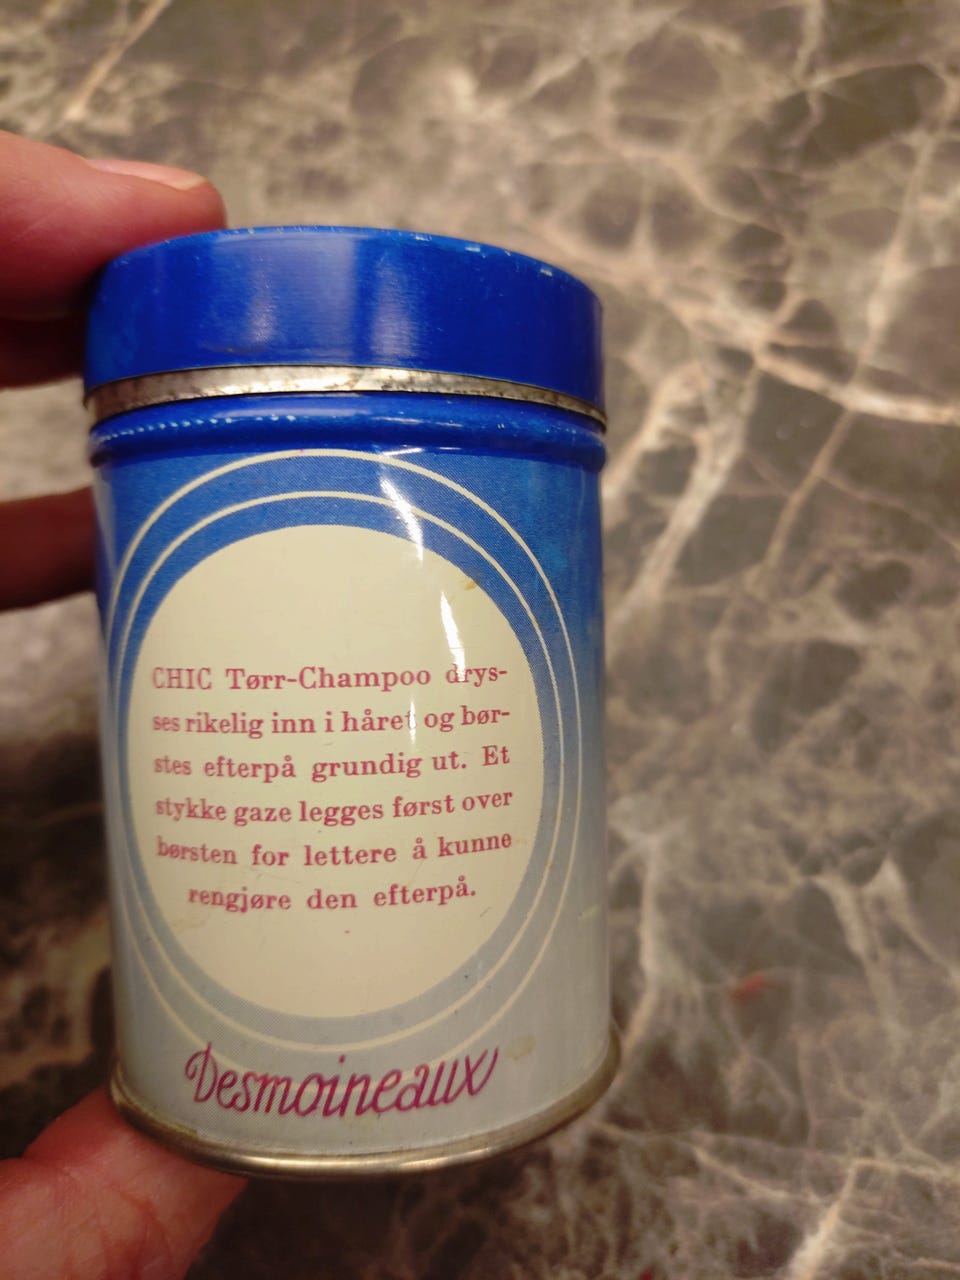 CHIC Tørr-Champoo drys-
ses rikelig inn i håret og bør-
stes efterpå grundig ut. Et
stykke gaze legges først over
børsten for lettere å kunne
rengjøre den efterpå.
Desmoineaux